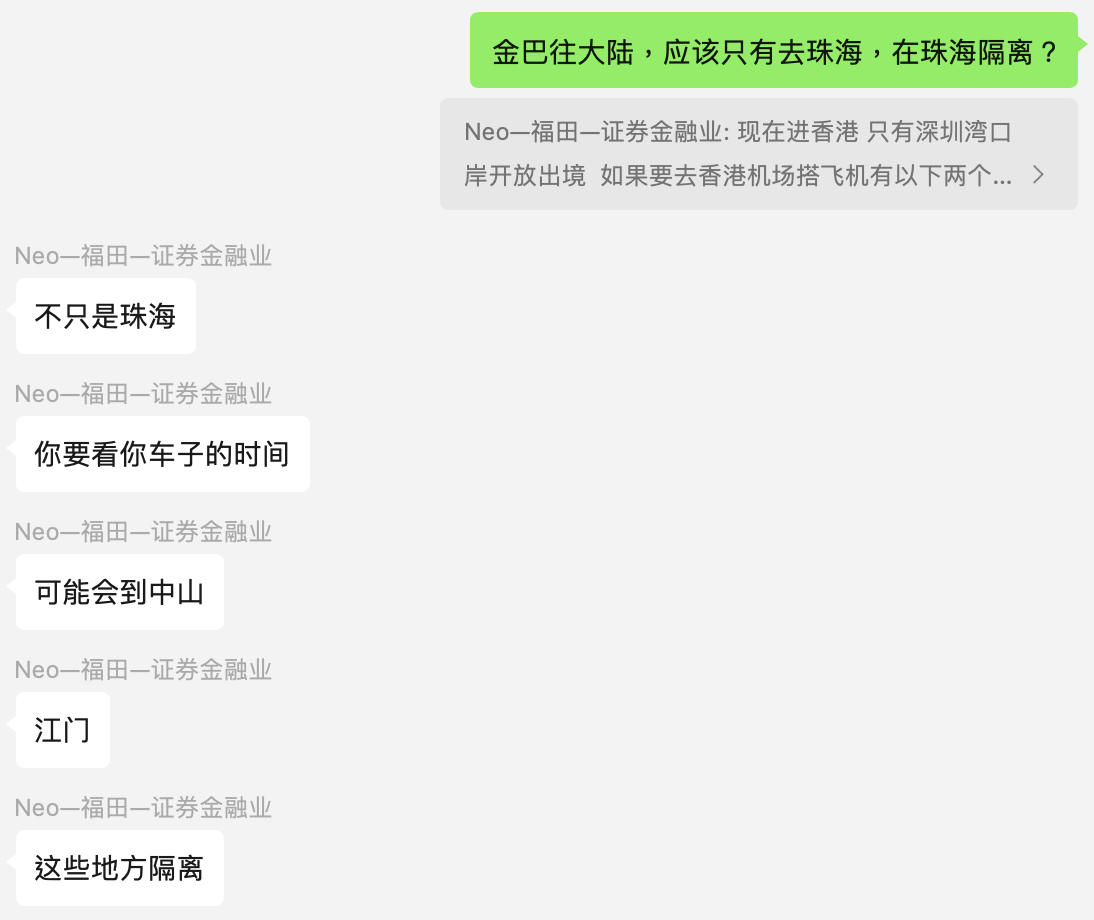 金巴往大陆，应该只有去珠海，在珠海隔离？
Neo—福田—证券金融业: 现在进香港 只有深圳湾口
岸开放出境  如果要去香港机场搭飞机有以下两个...
Neo—福田—证券金融业
不只是珠海
Neo—福田—证券金融业
你要看你车子的时间
Neo—福田—证券金融业
可能会到中山
Neo—福田—证券金融业
江门
Neo—福田—证券金融业
这些地方隔离